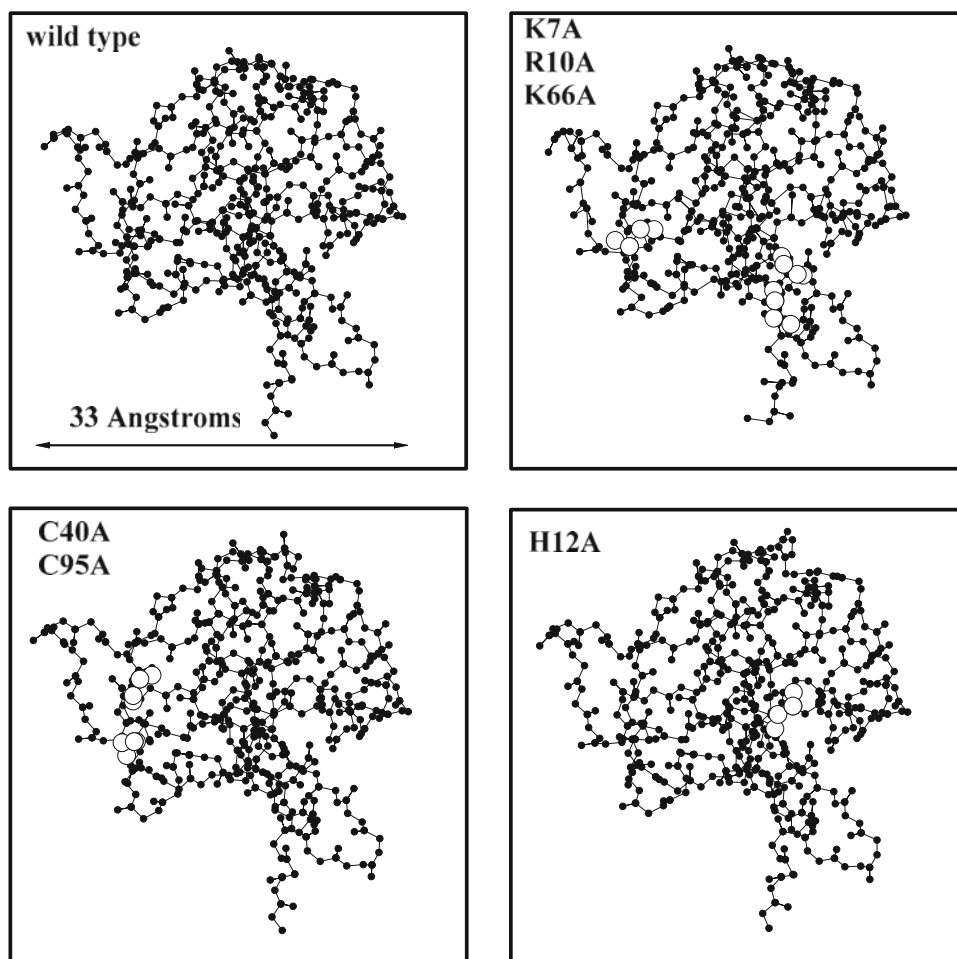 wild type
33 Angstroms
K7A
R10A
K66A
C40A
C95A
H12A